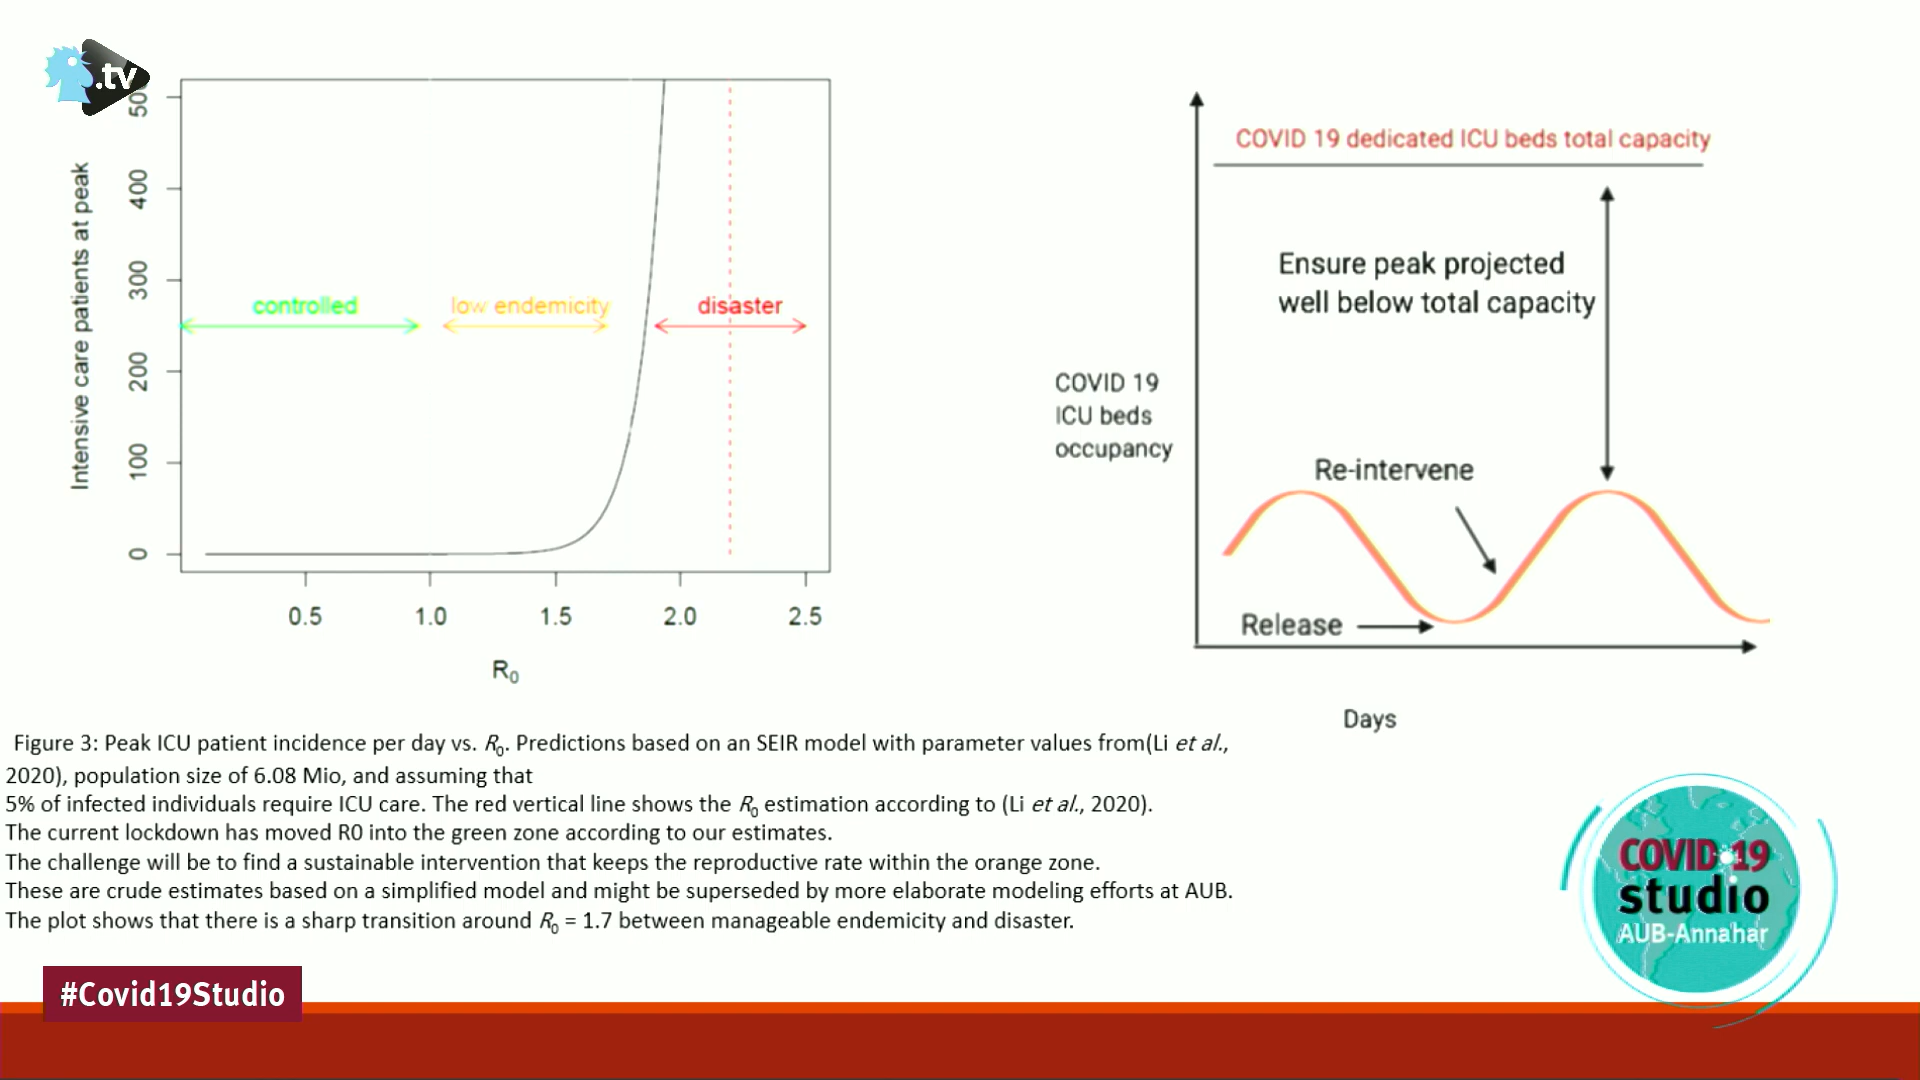 .tv
Intensive care patients at peak
500
400
300
200
100
0
controlled
low endemicity
disaster
0.5 1.0 1.5 2.0 2.5
R0
COVID 19 dedicated ICU beds total capacity
Ensure peak projected
well below total capacity
COVID 19
ICU beds
occupancy
Re-intervene
Release
Days
Figure 3: Peak ICU patient incidence per day vs. R0. Predictions based on an SEIR model with parameter values from(Li et al.,
2020), population size of 6.08 Mio, and assuming that
5% of infected individuals require ICU care. The red vertical line shows the R0 estimation according to (Li et al., 2020).
The current lockdown has moved R0 into the green zone according to our estimates.
The challenge will be to find a sustainable intervention that keeps the reproductive rate within the orange zone.
These are crude estimates based on a simplified model and might be superseded by more elaborate modeling efforts at AUB.
The plot shows that there is a sharp transition around R0 = 1.7 between manageable endemicity and disaster.
COVID 19
studio
AUB-Annahar
#Covid19Studio